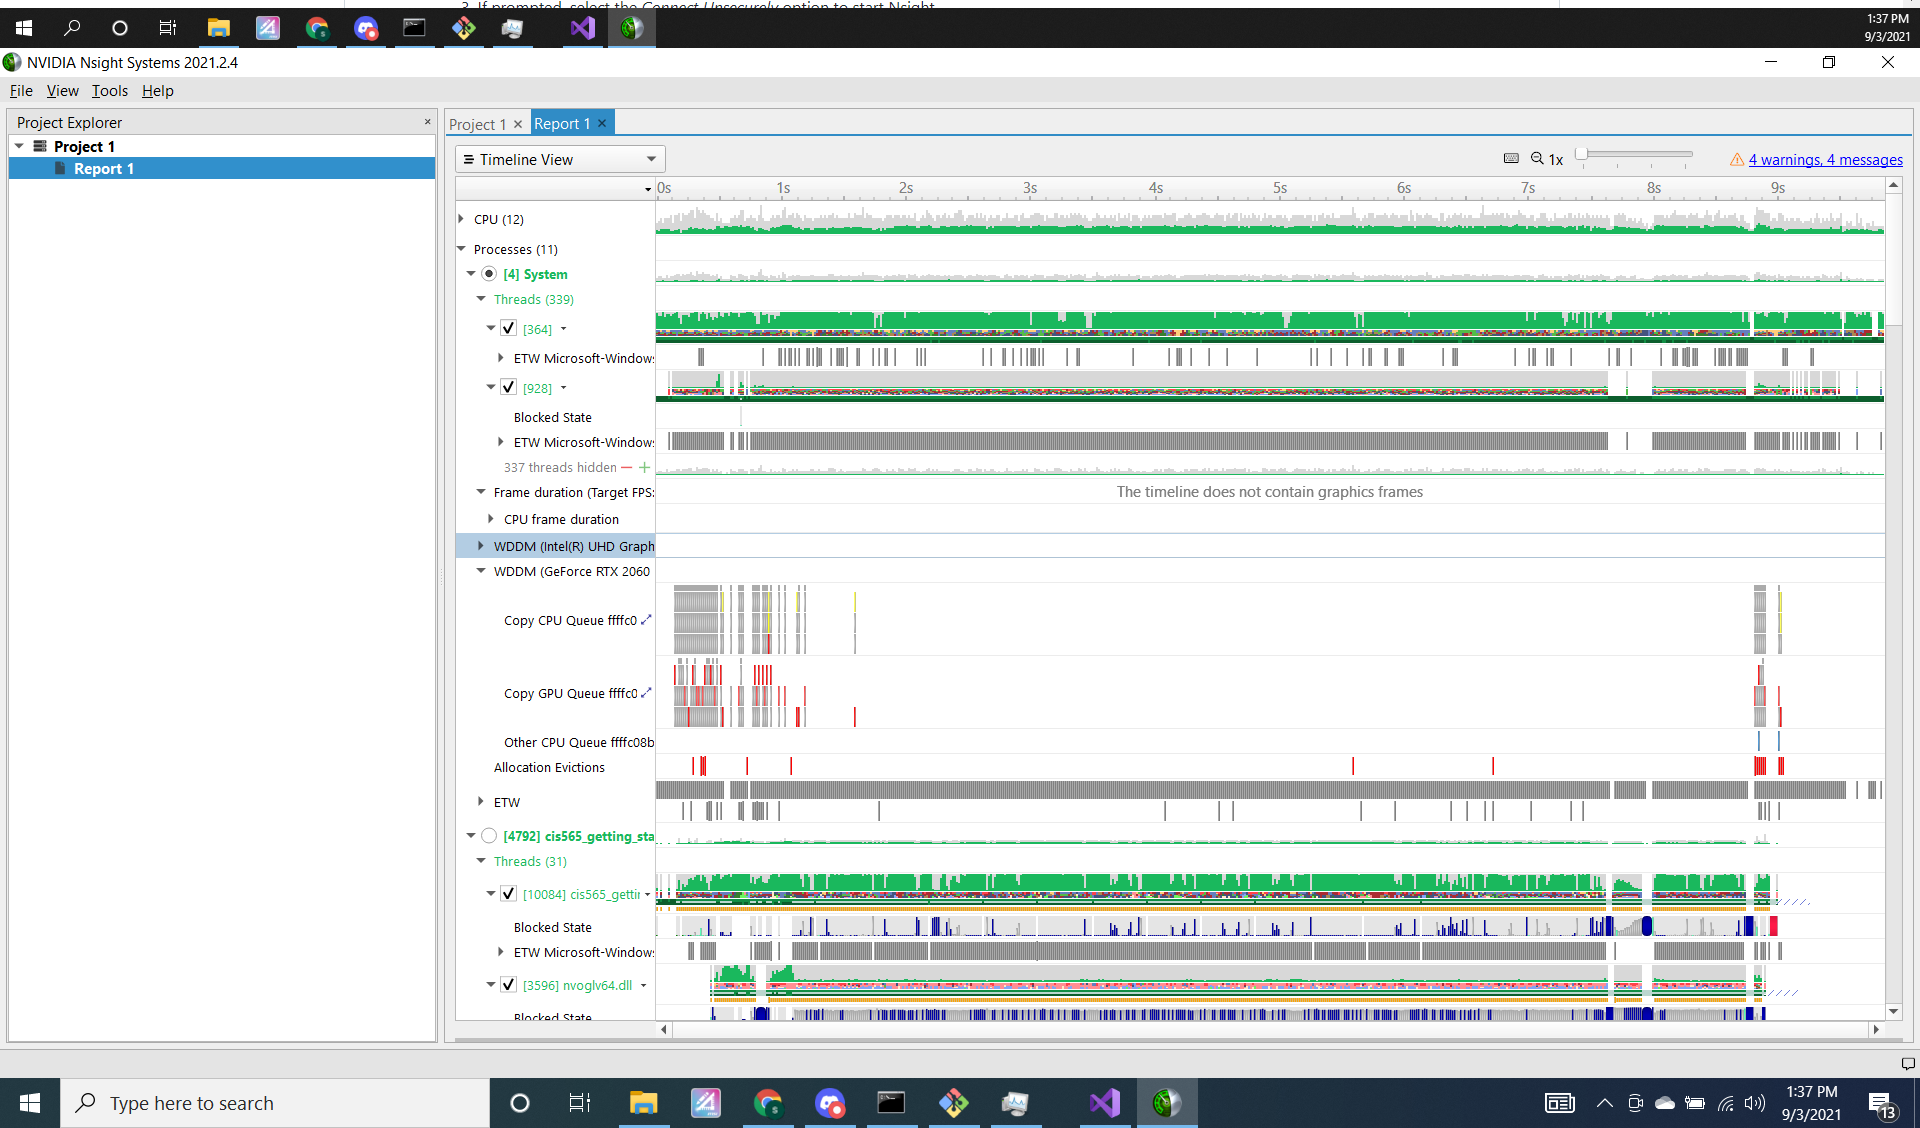 3. If prompted, select the Connect Unsecurely option to start Nsight
1:37 PM
9/3/2021
NVIDIA Nsight Systems 2021.2.4
File View Tools Help
Project Explorer
Project 1
Report 1
Project 1
Report 1
Timeline View
1x
4 warnings, 4 messages
0s 1s 2s 3s 4s 5s 6s 7s 8s 9s
CPU (12)
Processes (11)
[4] System
Threads (339)
[364]
ETW Microsoft-Window
[928]
Blocked State
ETW Microsoft-Window
337 threads hidden
Frame duration (Target FPS:
The timeline does not contain graphics frames
CPU frame duration
WDDM (Intel(R) UHD Graph
WDDM (GeForce RTX 2060
Copy CPU Queue ffffc0
Copy GPU Queue ffffc0
Other CPU Queue ffffc08b
Allocation Evictions
ETW
[4792] cis565_getting_sta
Threads (31)
[10084] cis565_gettin
Blocked State
ETW Microsoft-Window
[3596] nvoglv64.dll
Blocked State
Type here to search
1:37 PM
9/3/2021
13